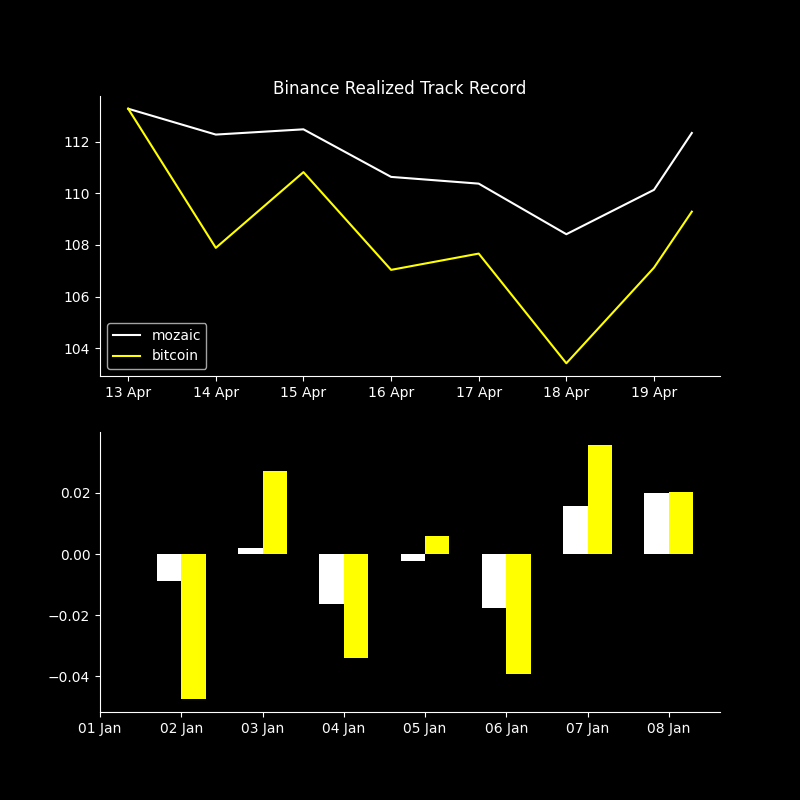 Binance Realized Track Record
112
110
108
106
104
mozaic
bitcoin
13 Apr 14 Apr 15 Apr 16 Apr 17 Apr 18 Apr 19 Apr
0.02
0.00
−0.02
−0.04
01 Jan 02 Jan 03 Jan 04 Jan 05 Jan 06 Jan 07 Jan 08 Jan